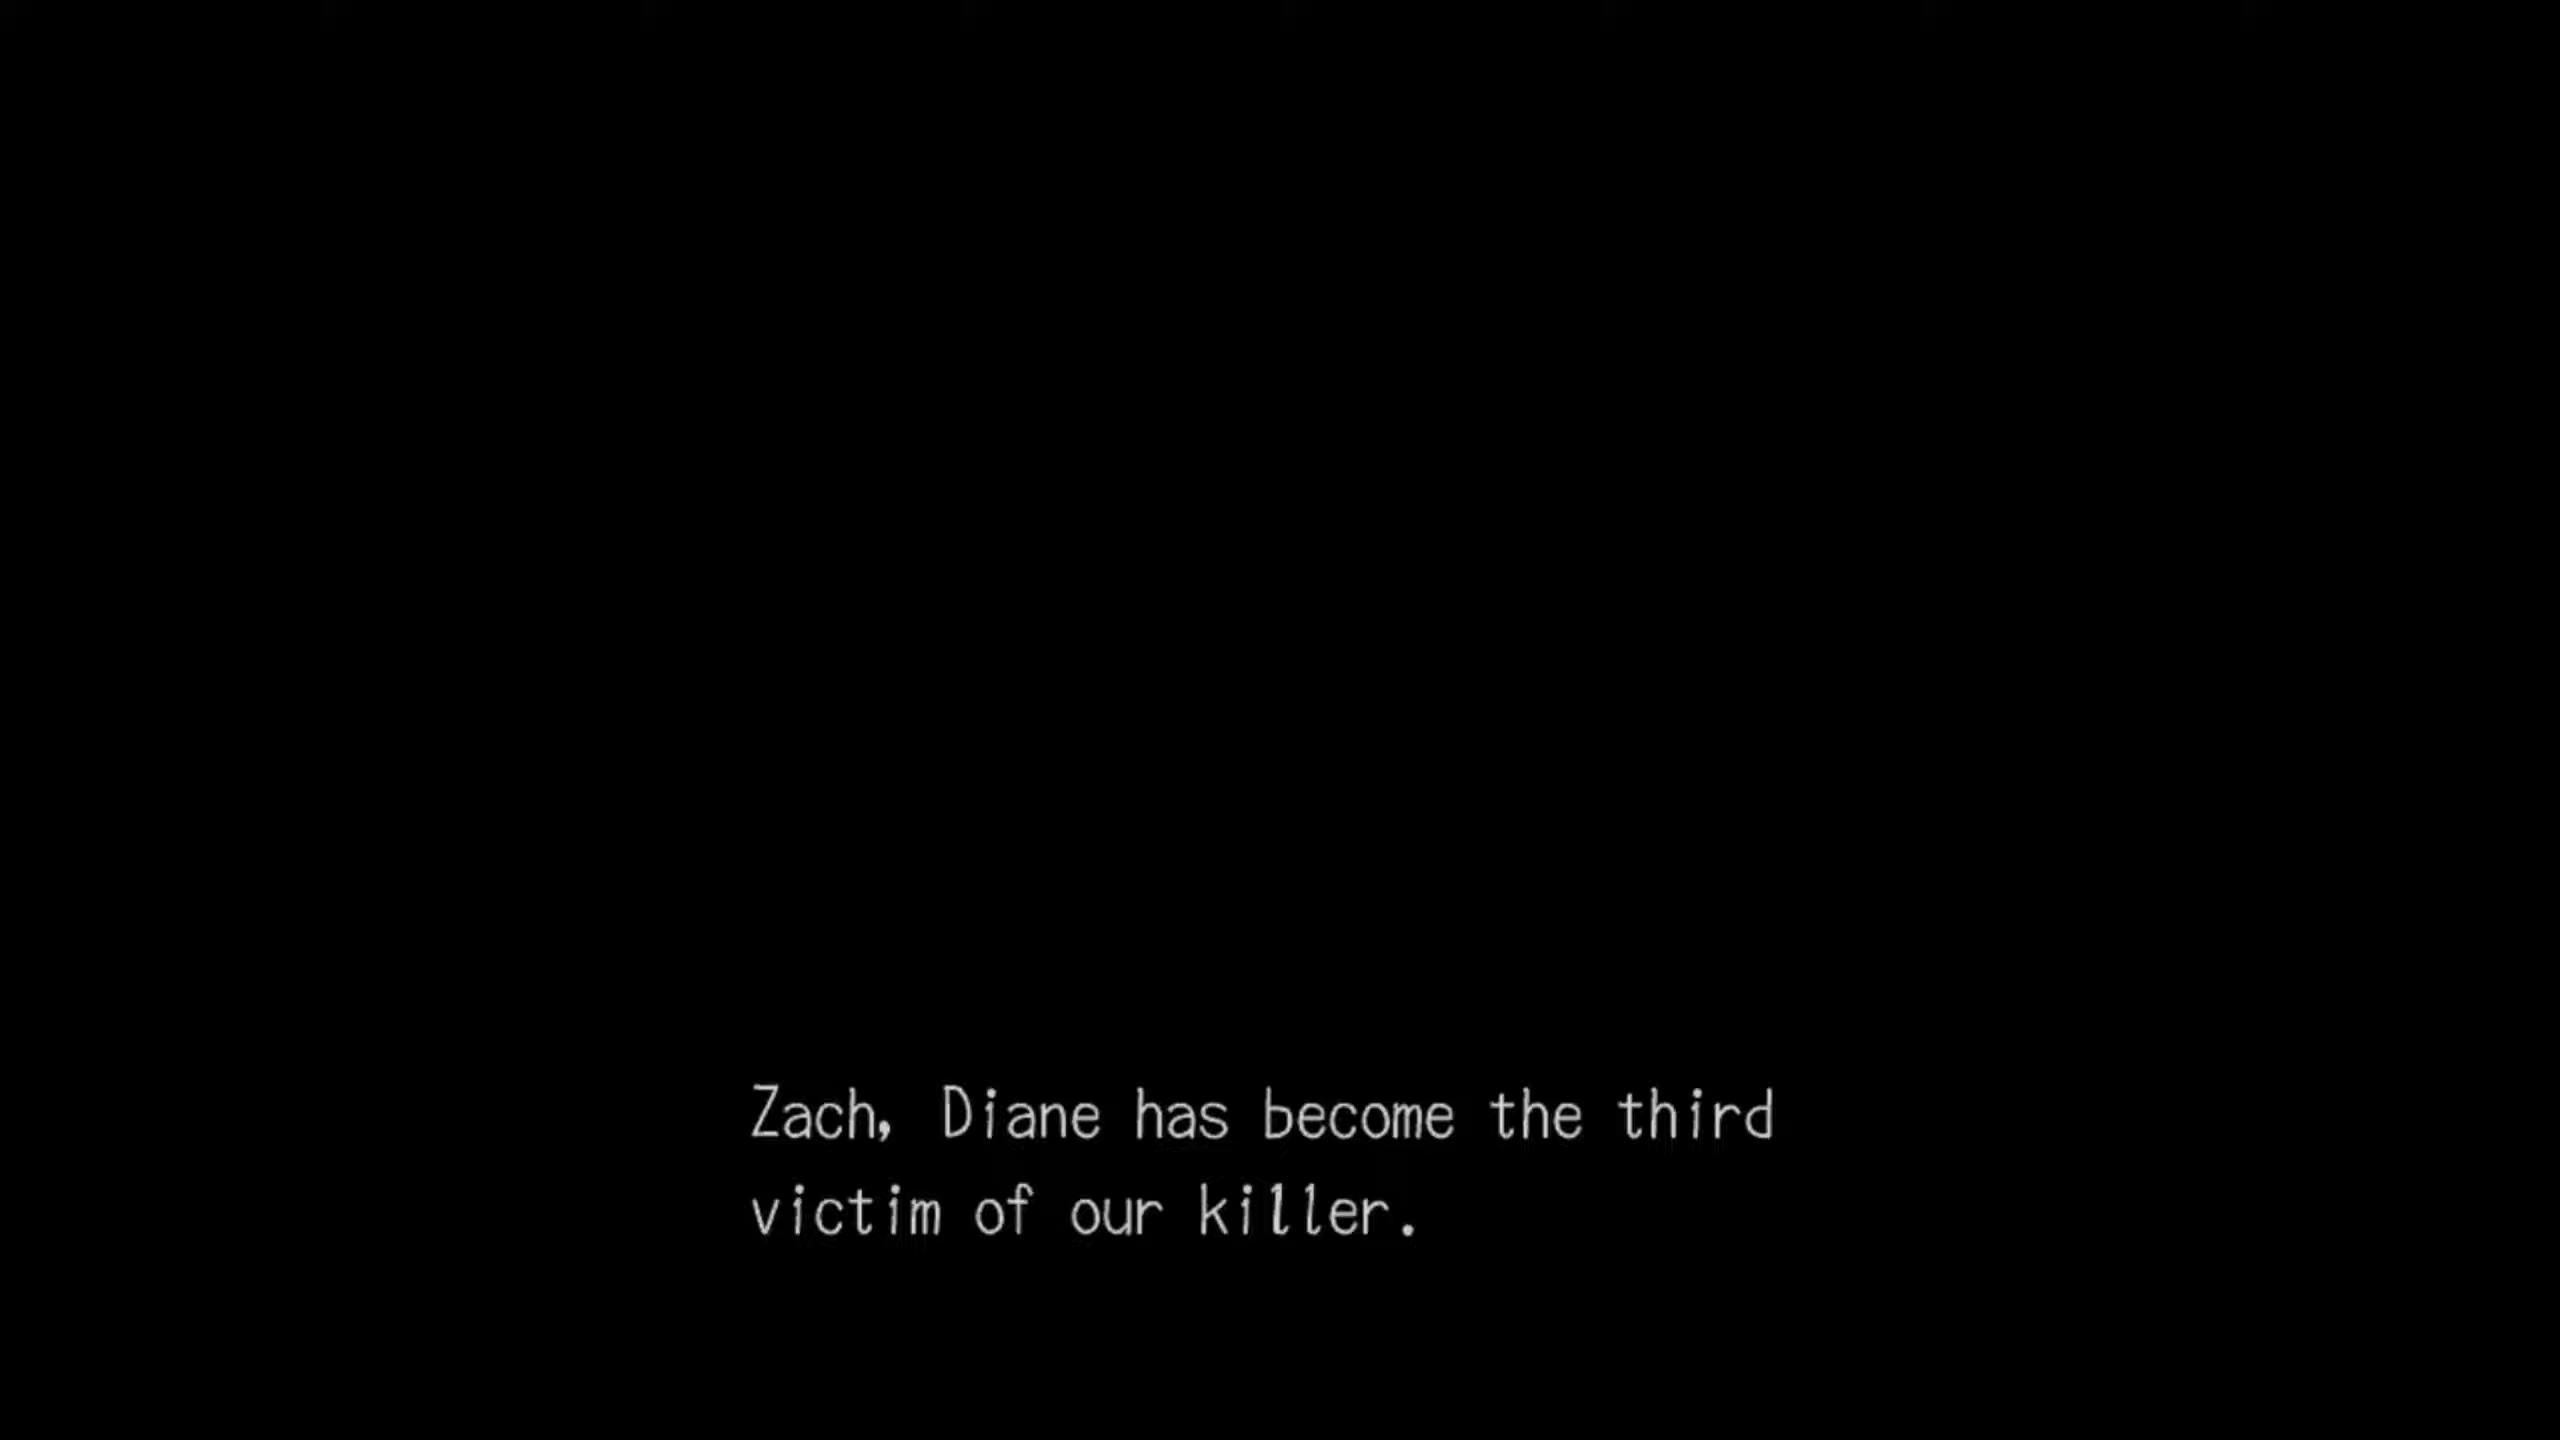 Zach, Diane has become the third
victim of our killer.